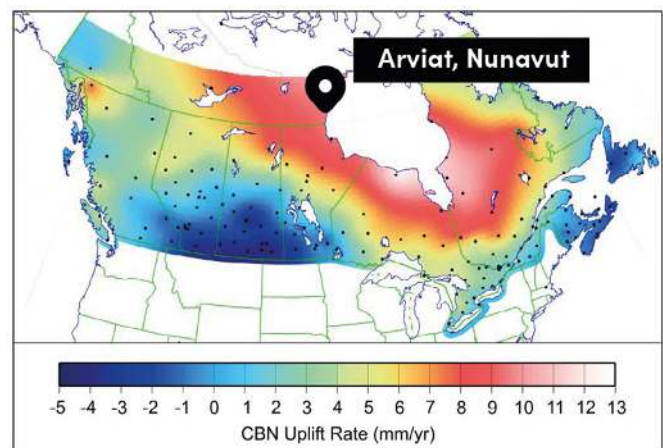 Arviat, Nunavut
-5 -4 -3 -2 -1 0 1 2 3 4 5 6 7 8 9 10 11 12 13
CBN Uplift Rate (mm/yr)